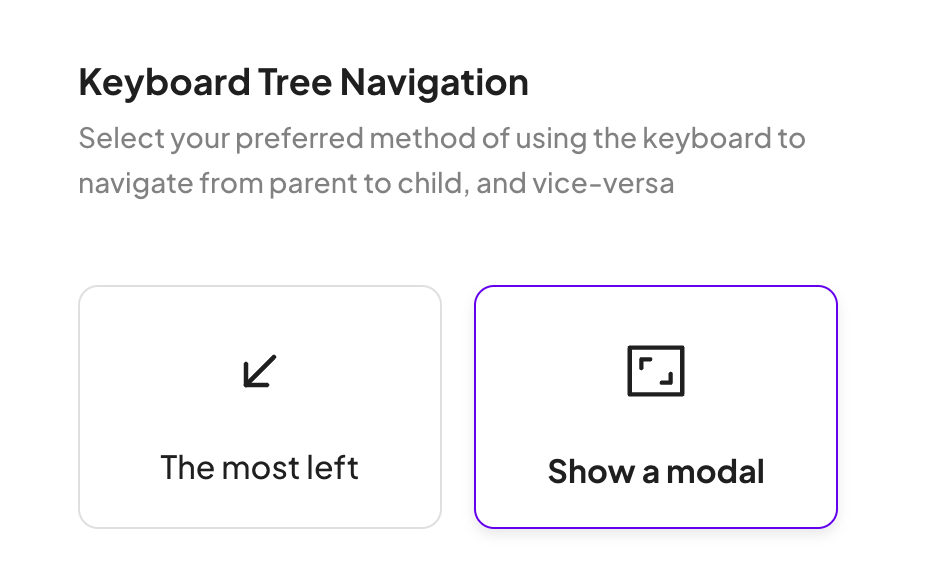 Keyboard Tree Navigation
Select your preferred method of using the keyboard to
navigate from parent to child, and vice-versa
The most left
Show a modal